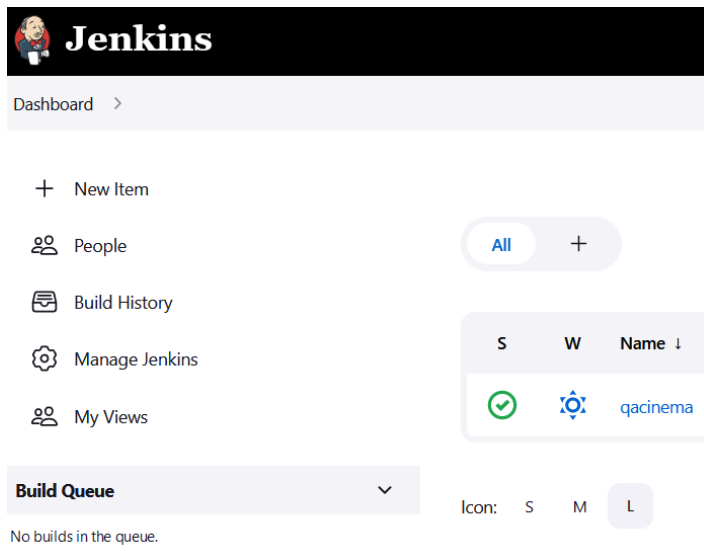 Jenkins
Dashboard
New Item
People
Build History
Manage Jenkins
My Views
Build Queue
No builds in the queue.
All +
S W Name ↓
qacinema
Icon: S M L